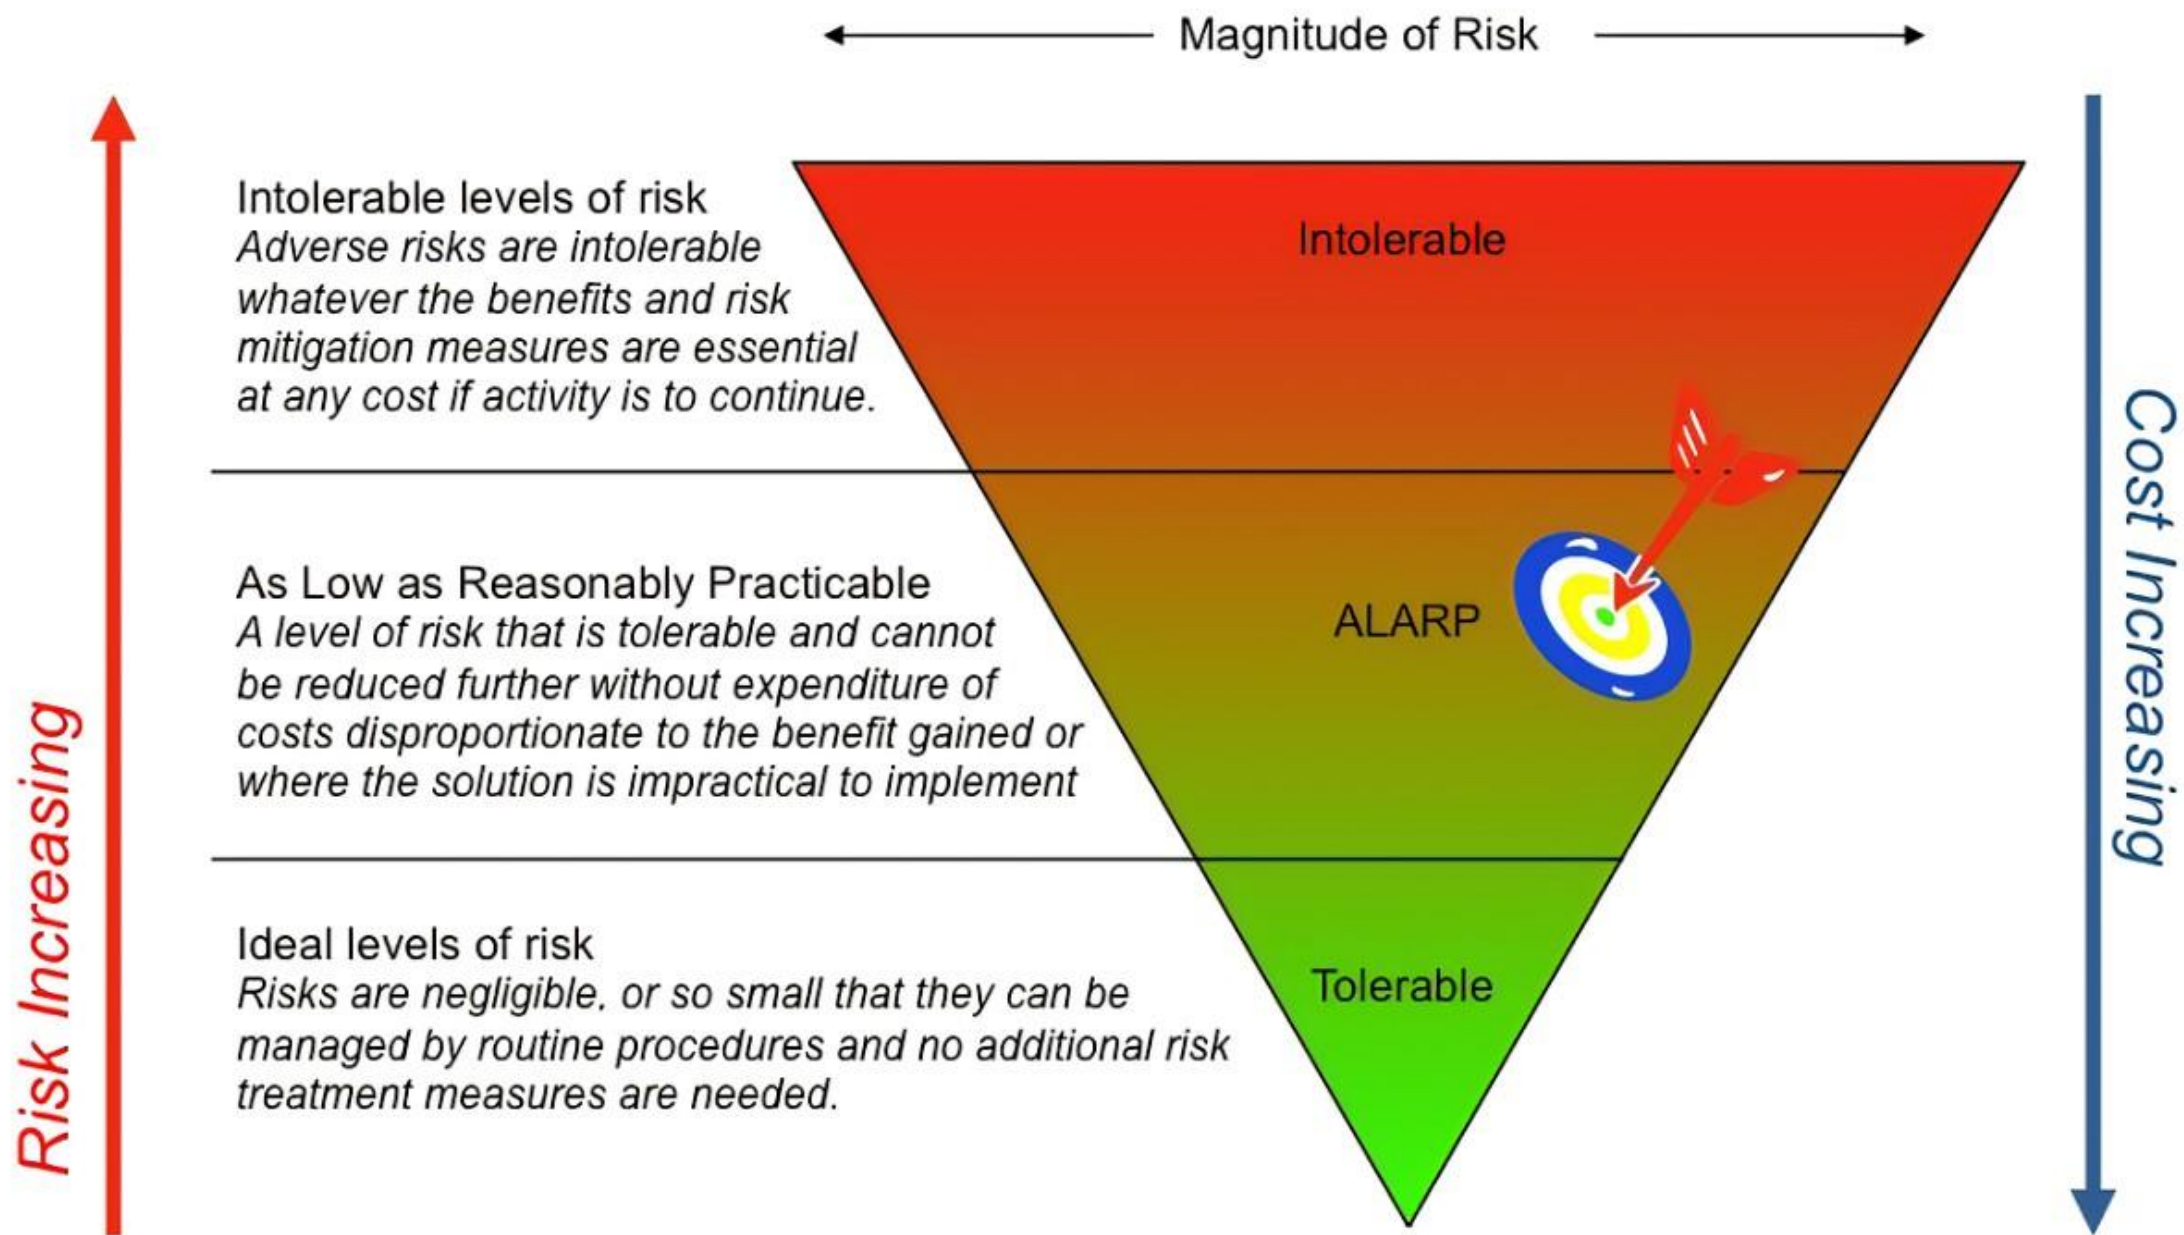 Magnitude of Risk
Intolerable levels of risk
Adverse risks are intolerable
whatever the benefits and risk
mitigation measures are essential
at any cost if activity is to continue.
Intolerable
As Low as Reasonably Practicable
A level of risk that is tolerable and cannot
be reduced further without expenditure of
costs disproportionate to the benefit gained or
where the solution is impractical to implement
ALARP
Ideal levels of risk
Risks are negligible, or so small that they can be
managed by routine procedures and no additional risk
treatment measures are needed.
Tolerable
Risk Increasing
Cost Increasing